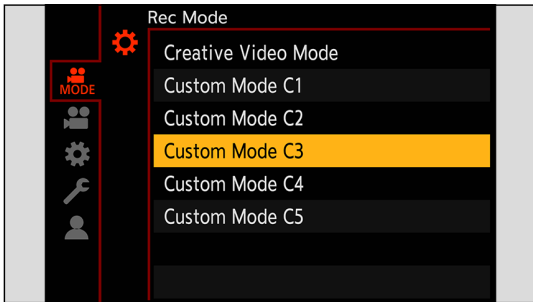 Rec Mode
MODE
Creative Video Mode
Custom Mode C1
Custom Mode C2
Custom Mode C3
Custom Mode C4
Custom Mode C5